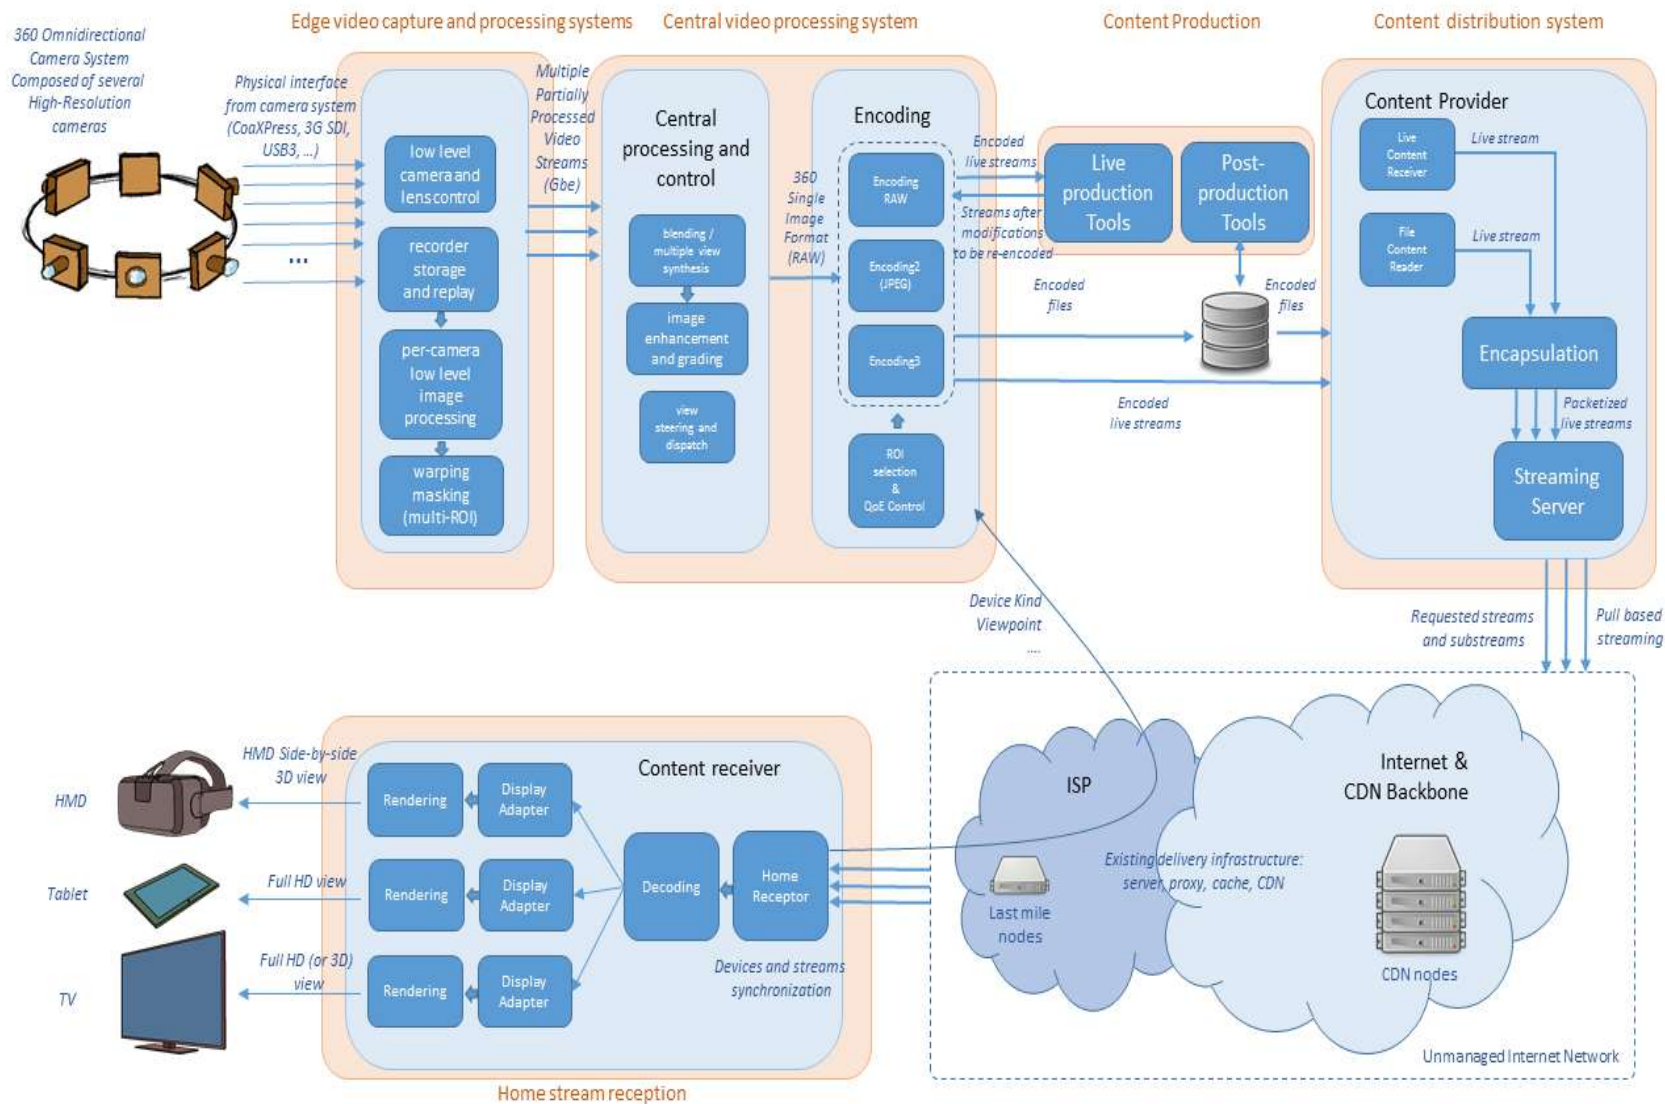 Edge video capture and processing systems
Central video processing system
Content Production
Content distribution system
360 Omnidirectional
Camera System
Composed of several
High-Resolution
cameras
Physical interface
from camera system
(CoaXPress, 3G SDI,
USB3, ...)
...
low level
camera and
lens control
recorder
storage
and replay
per-camera
low level
image
processing
warping
masking
(multi-ROI)
Multiple
Partially
Processed
Video
Streams
(Gbe)
Central
processing and
control
blending /
multiple view
synthesis
image
enhancement
and grading
view
steering and
dispatch
360
Single
Image
Format
(RAW)
Encoding
Encoding
RAW
Encoding2
(JPEG)
Encoding3
ROI
selection
&
QoE Control
Encoded
live streams
Streams after
modifications
to be re-encoded
Live
production
Tools
Post-
production
Tools
Encoded
files
Encoded
files
Encoded
live streams
Content Provider
Live
Content
Receiver
Live stream
File
Content
Reader
Live stream
Encapsulation
Packetized
live streams
Streaming
Server
Requested streams
and substreams
Pull based
streaming
Device Kind
Viewpoint
....
HMD
HMD Side-by-side
3D view
Tablet
Full HD view
TV
Full HD (or 3D)
view
Content receiver
Rendering
Display
Adapter
Rendering
Display
Adapter
Rendering
Display
Adapter
Decoding
Home
Receptor
Devices and streams
synchronization
Home stream reception
ISP
Last mile
nodes
Existing delivery infrastructure:
server, proxy, cache, CDN
Internet &
CDN Backbone
CDN nodes
Unmanaged Internet Network